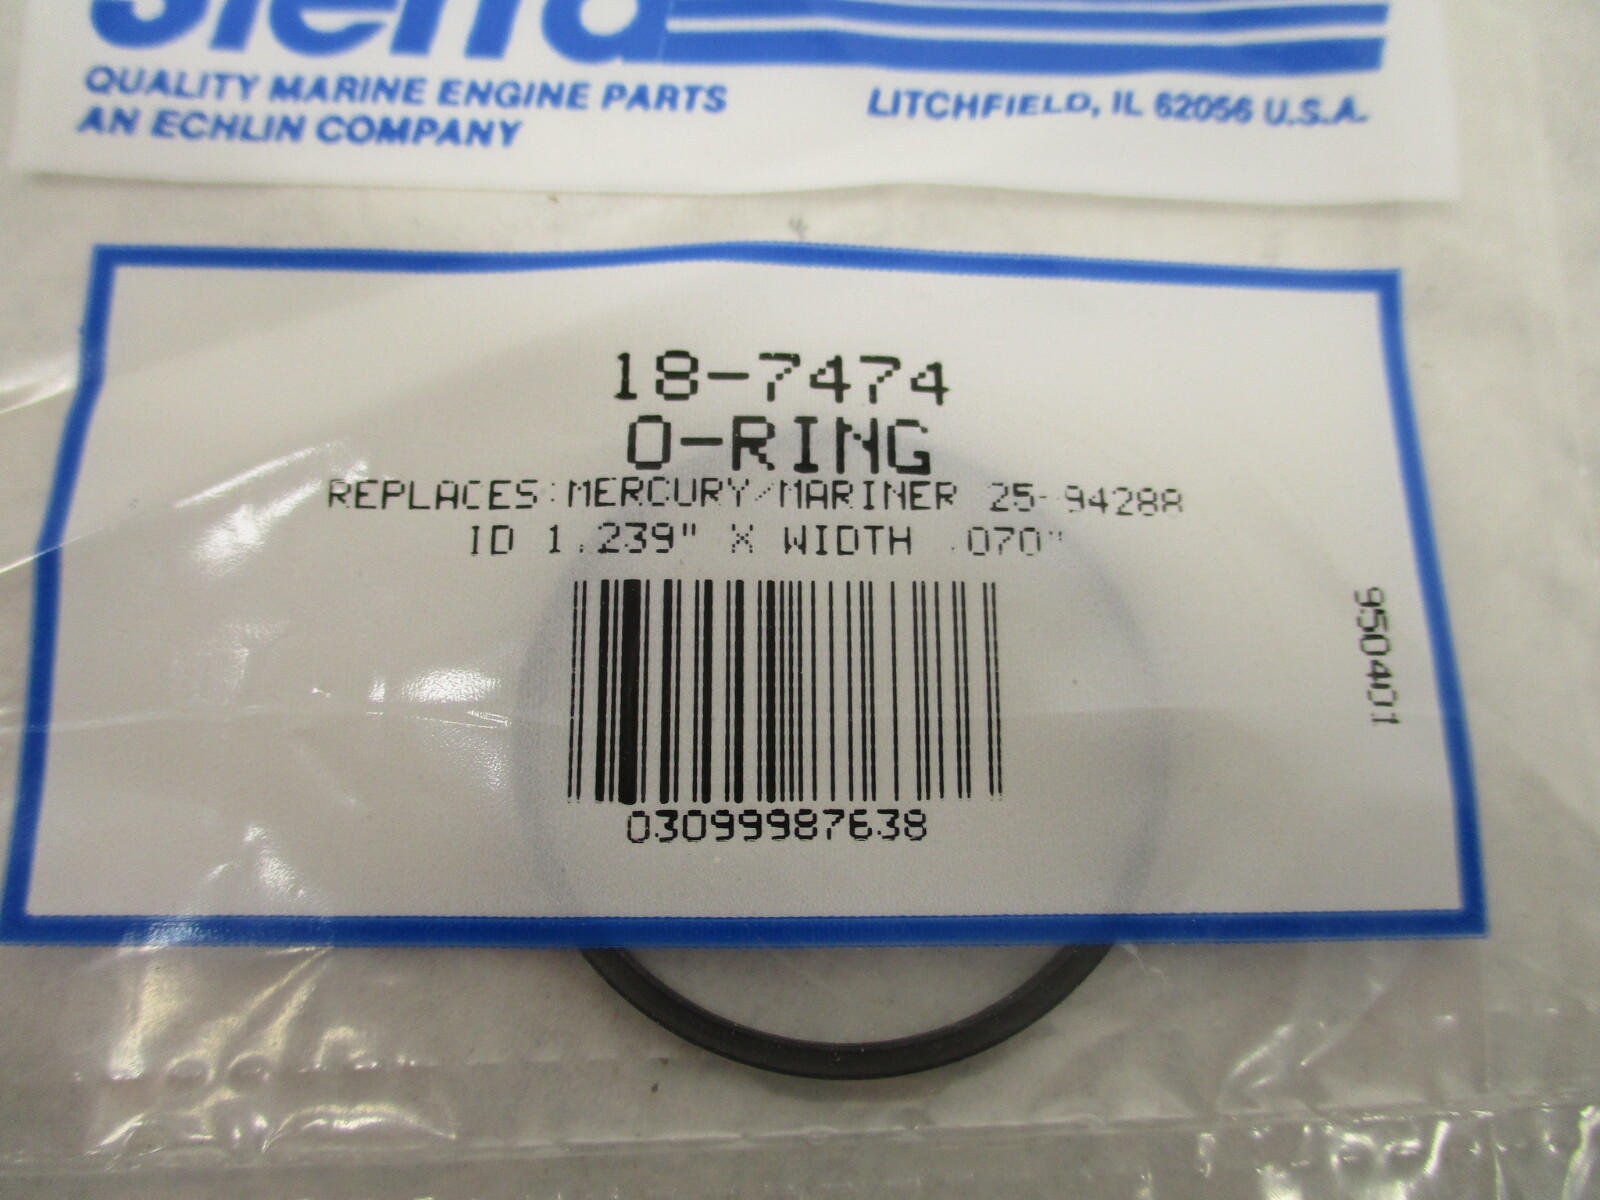 Sierra
QUALITY MARINE ENGINE PARTS
AN ECHLIN COMPANY
LITCHFIELD, IL 62056 U.S.A.
18-7474
O-RING
REPLACES:MERCURY/MARINER 25-94288
ID 1.239" X WIDTH .070"
03099987638
950401